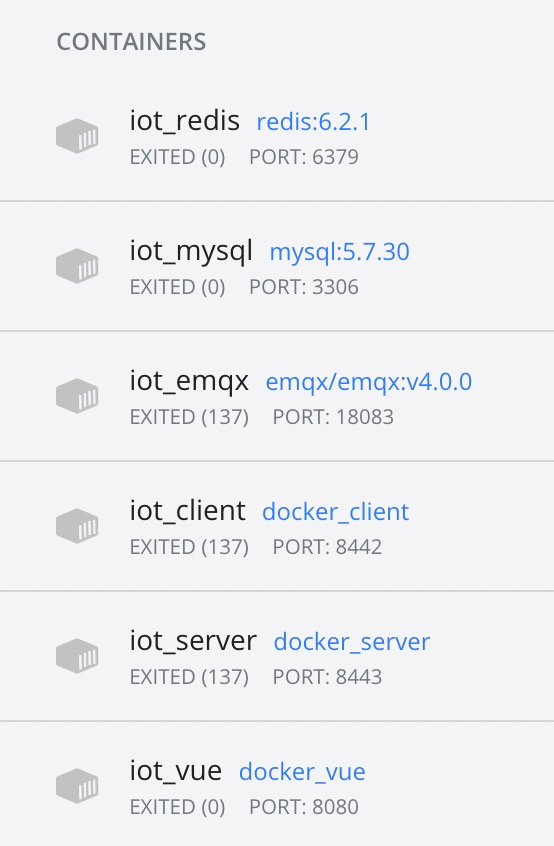 CONTAINERS
iot_redis redis:6.2.1
EXITED (0) PORT: 6379
iot_mysql mysql:5.7.30
EXITED (0) PORT: 3306
iot_emqx emqx/emqx:v4.0.0
EXITED (137) PORT: 18083
iot_client docker_client
EXITED (137) PORT: 8442
iot_server docker_server
EXITED (137) PORT: 8443
iot_vue docker_vue
EXITED (0) PORT: 8080